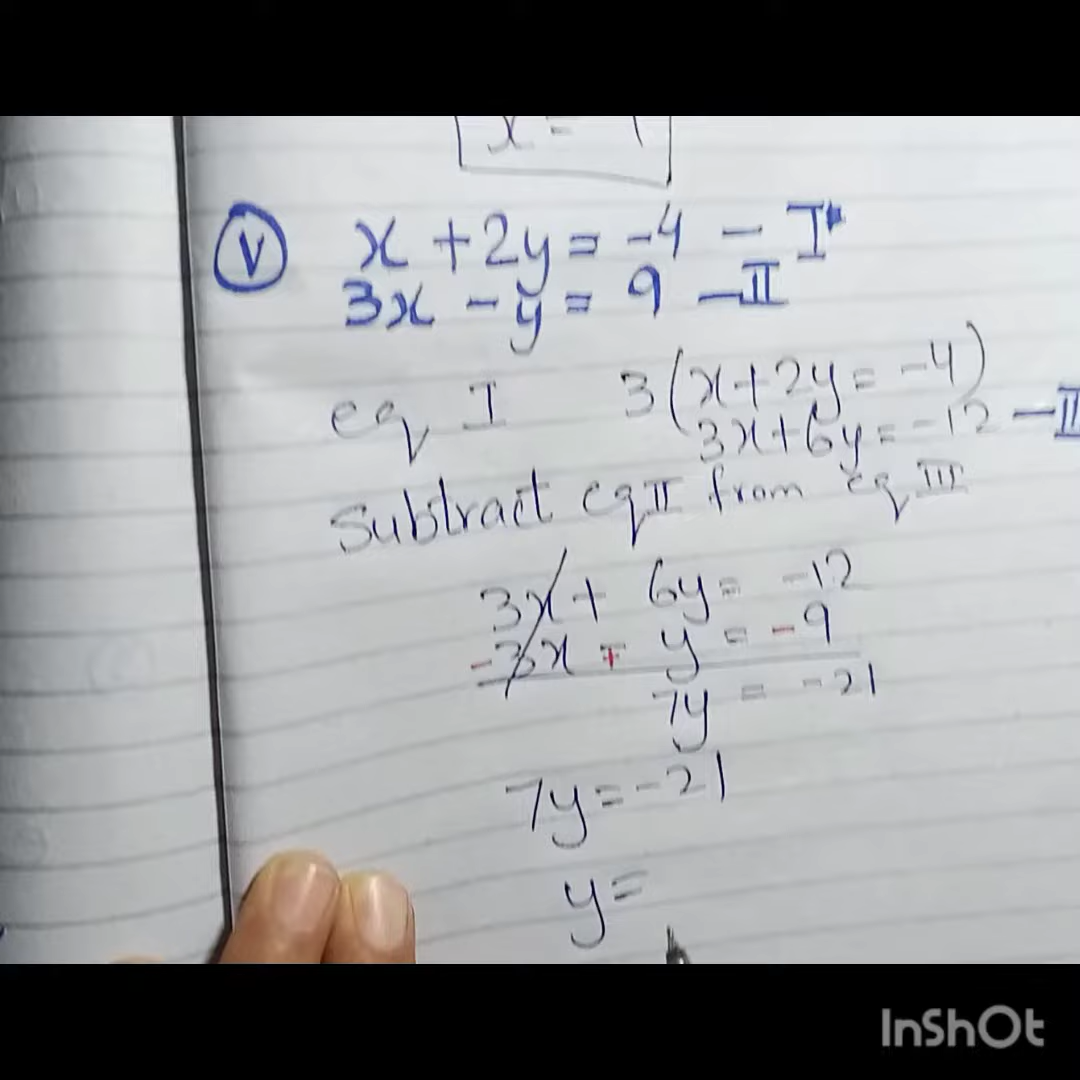 x =
(V) x + 2y = -4 - I
3x - y = 9 - II
eq I 3(x+2y = -4)
3x+6y = -12 - II
Subtract eq II from eq III
3x + 6y = -12
-3x + y = -9
7y = -21
7y = -21
y =
InShOt